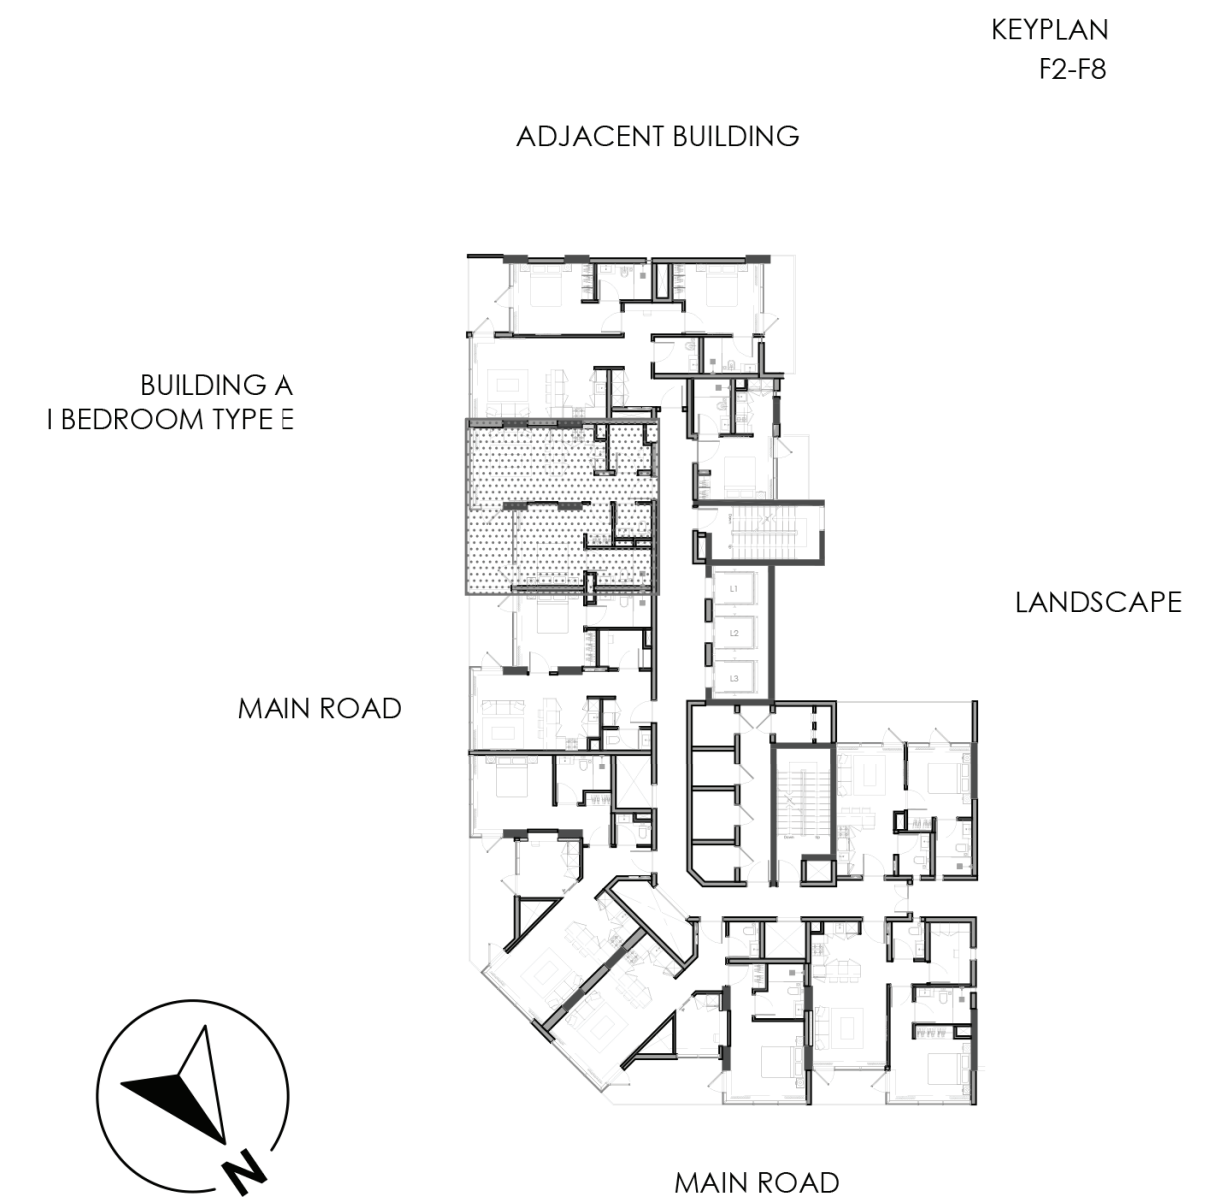 KEYPLAN
F2-F8
ADJACENT BUILDING
BUILDING A
I BEDROOM TYPE E
L1
L2
LANDSCAPE
L3
MAIN ROAD
N
MAIN ROAD